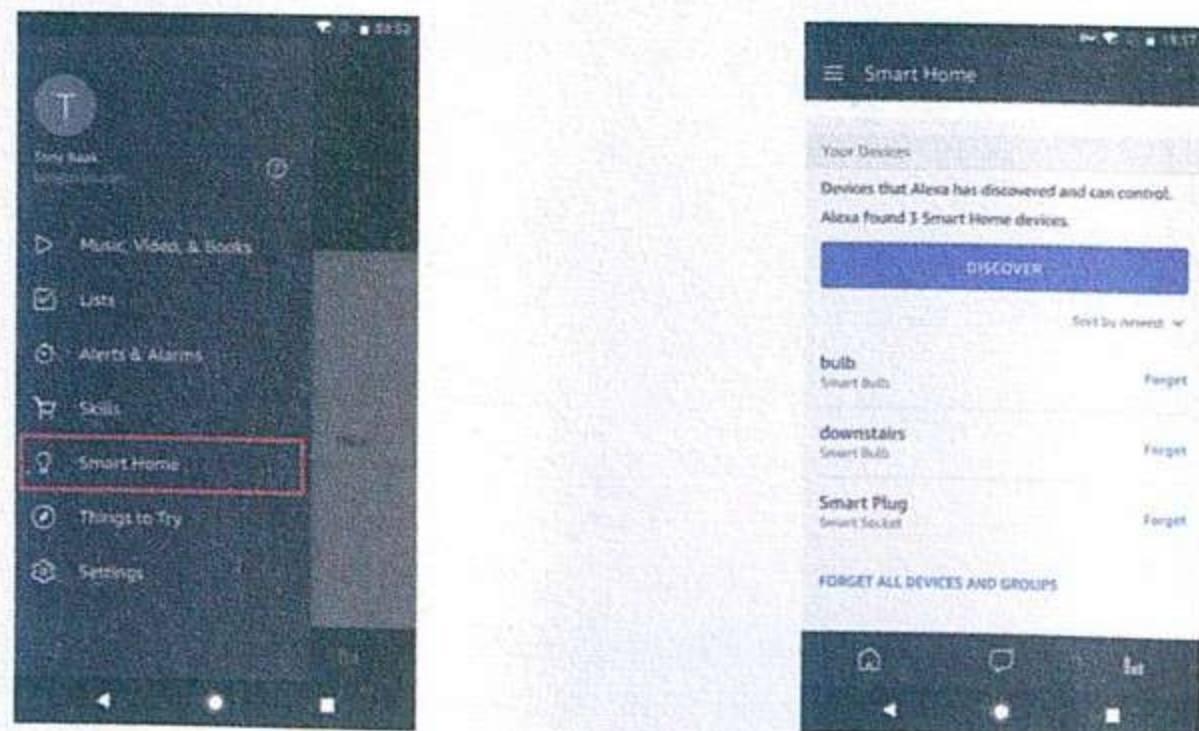 T
Tony Baak
Music, Video, & Books
Lists
Alerts & Alarms
Skills
Smart Home
Things to Try
Settings
Smart Home
Your Devices
Devices that Alexa has discovered and can control.
Alexa found 3 Smart Home devices.
DISCOVER
Sort by newest
bulb
Smart Bulb
Forget
downstairs
Smart Bulb
Forget
Smart Plug
Smart Socket
Forget
FORGET ALL DEVICES AND GROUPS